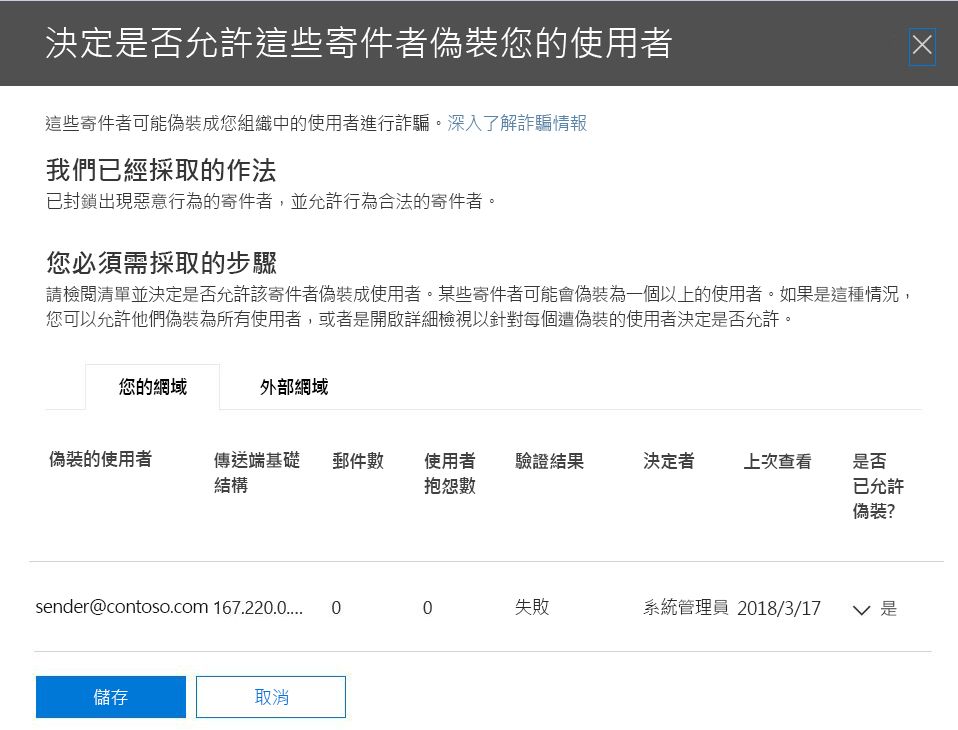 決定是否允許這些寄件者偽裝您的使用者
這些寄件者可能偽裝成您組織中的使用者進行詐騙。深入了解詐騙情報
我們已經採取的作法
已封鎖出現惡意行為的寄件者，並允許行為合法的寄件者。
您必須需採取的步驟
請檢閱清單並決定是否允許該寄件者偽裝成使用者。某些寄件者可能會偽裝為一個以上的使用者。如果是這種情況，
您可以允許他們偽裝為所有使用者，或者是開啟詳細檢視以針對每個遭偽裝的使用者決定是否允許。
您的網域 外部網域
偽裝的使用者 傳送端基礎 郵件數 使用者 驗證結果 決定者 上次查看 是否
結構 抱怨數 已允許
偽裝?
sender@contoso.com 167.220.0.... 0 0 失敗 系統管理員 2018/3/17 是
儲存 取消